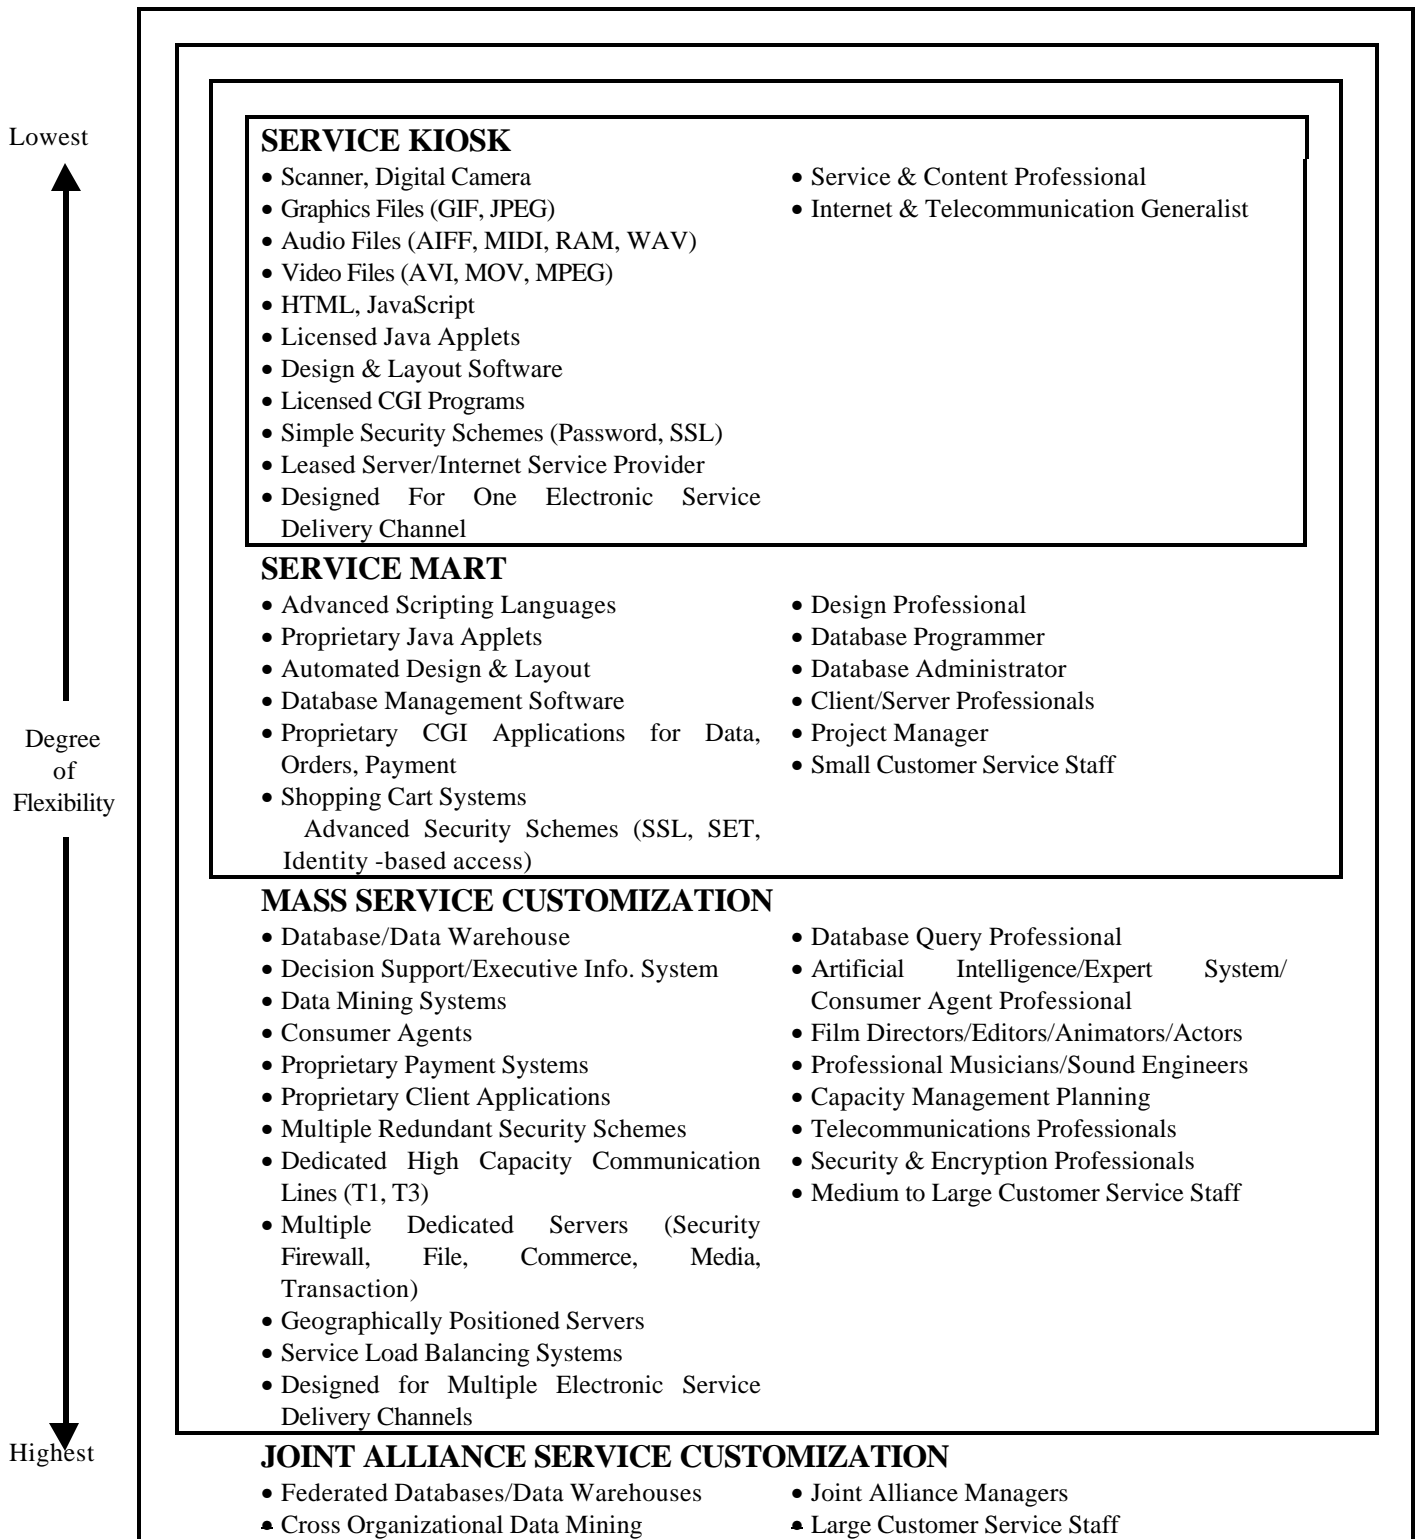 Lowest
Degree
of
Flexibility
Highest
SERVICE KIOSK
• Scanner, Digital Camera
• Graphics Files (GIF, JPEG)
• Audio Files (AIFF, MIDI, RAM, WAV)
• Video Files (AVI, MOV, MPEG)
• HTML, JavaScript
• Licensed Java Applets
• Design & Layout Software
• Licensed CGI Programs
• Simple Security Schemes (Password, SSL)
• Leased Server/Internet Service Provider
• Designed For One Electronic Service
Delivery Channel
• Service & Content Professional
• Internet & Telecommunication Generalist
SERVICE MART
• Advanced Scripting Languages
• Proprietary Java Applets
• Automated Design & Layout
• Database Management Software
• Proprietary CGI Applications for Data,
Orders, Payment
• Shopping Cart Systems
Advanced Security Schemes (SSL, SET,
Identity -based access)
• Design Professional
• Database Programmer
• Database Administrator
• Client/Server Professionals
• Project Manager
• Small Customer Service Staff
MASS SERVICE CUSTOMIZATION
• Database/Data Warehouse
• Decision Support/Executive Info. System
• Data Mining Systems
• Consumer Agents
• Proprietary Payment Systems
• Proprietary Client Applications
• Multiple Redundant Security Schemes
• Dedicated High Capacity Communication
Lines (T1, T3)
• Multiple Dedicated Servers (Security
Firewall, File, Commerce, Media,
Transaction)
• Geographically Positioned Servers
• Service Load Balancing Systems
• Designed for Multiple Electronic Service
Delivery Channels
• Database Query Professional
• Artificial Intelligence/Expert System/
Consumer Agent Professional
• Film Directors/Editors/Animators/Actors
• Professional Musicians/Sound Engineers
• Capacity Management Planning
• Telecommunications Professionals
• Security & Encryption Professionals
• Medium to Large Customer Service Staff
JOINT ALLIANCE SERVICE CUSTOMIZATION
• Federated Databases/Data Warehouses
• Cross Organizational Data Mining
• Joint Alliance Managers
• Large Customer Service Staff